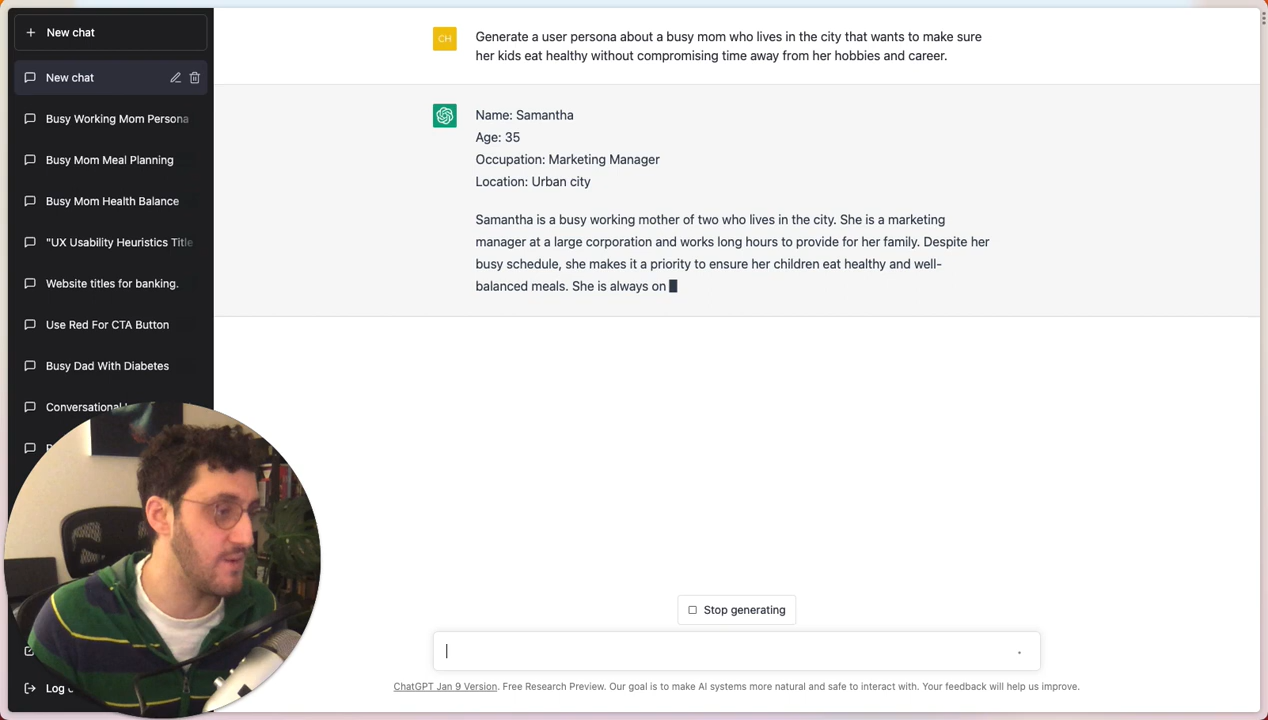 New chat
New chat
Busy Working Mom Persona
Busy Mom Meal Planning
Busy Mom Health Balance
"UX Usability Heuristics Title
Website titles for banking.
Use Red For CTA Button
Busy Dad With Diabetes
Conversational
Log
CH
Generate a user persona about a busy mom who lives in the city that wants to make sure
her kids eat healthy without compromising time away from her hobbies and career.
Name: Samantha
Age: 35
Occupation: Marketing Manager
Location: Urban city
Samantha is a busy working mother of two who lives in the city. She is a marketing
manager at a large corporation and works long hours to provide for her family. Despite her
busy schedule, she makes it a priority to ensure her children eat healthy and well-
balanced meals. She is always on
Stop generating
ChatGPT Jan 9 Version. Free Research Preview. Our goal is to make AI systems more natural and safe to interact with. Your feedback will help us improve.